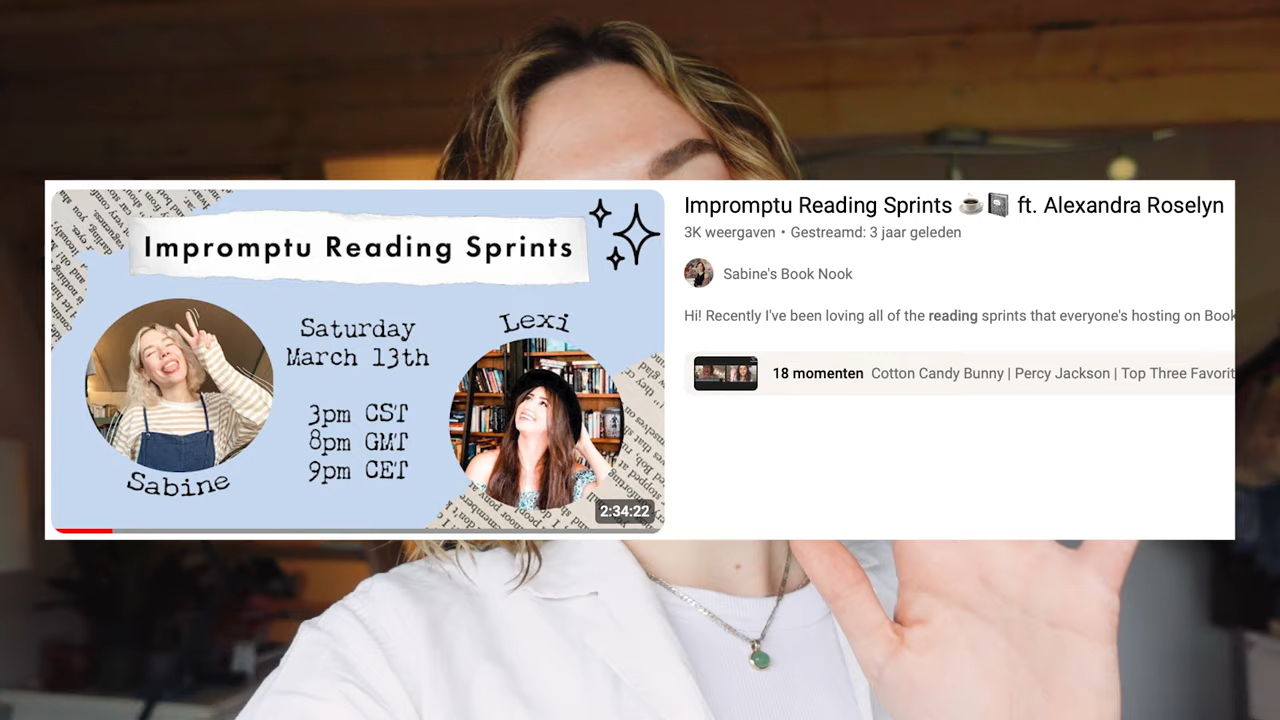 Impromptu Reading Sprints
Saturday
March 13th
3pm CST
8pm GMT
9pm CET
Sabine
Lexi
2:34:22
Impromptu Reading Sprints ☕📓 ft. Alexandra Roselyn
3K weergaven • Gestreamd: 3 jaar geleden
Sabine's Book Nook
Hi! Recently I've been loving all of the reading sprints that everyone's hosting on Book
18 momenten Cotton Candy Bunny | Percy Jackson | Top Three Favorit